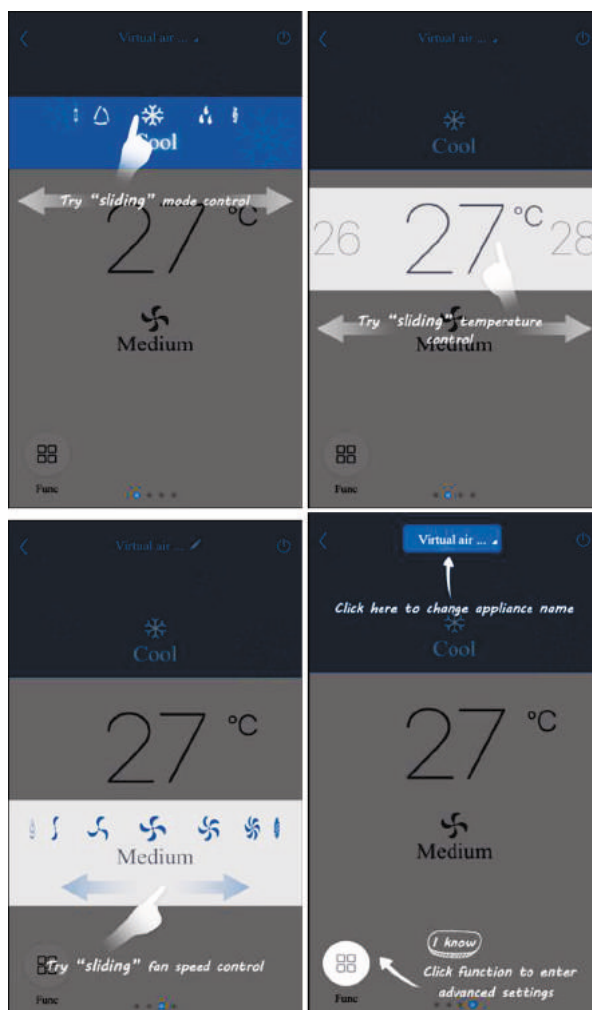 Virtual air ...
Cool
Try "sliding" mode control
27 °C
Medium
Func
Virtual air ...
Cool
26 27 °C 28
Try "sliding" temperature
control
Medium
Func
Virtual air ...
Cool
27 °C
Medium
Try "sliding" fan speed control
Func
Virtual air ...
Click here to change appliance name
Cool
27 °C
Medium
I know
Click function to enter
advanced settings
Func